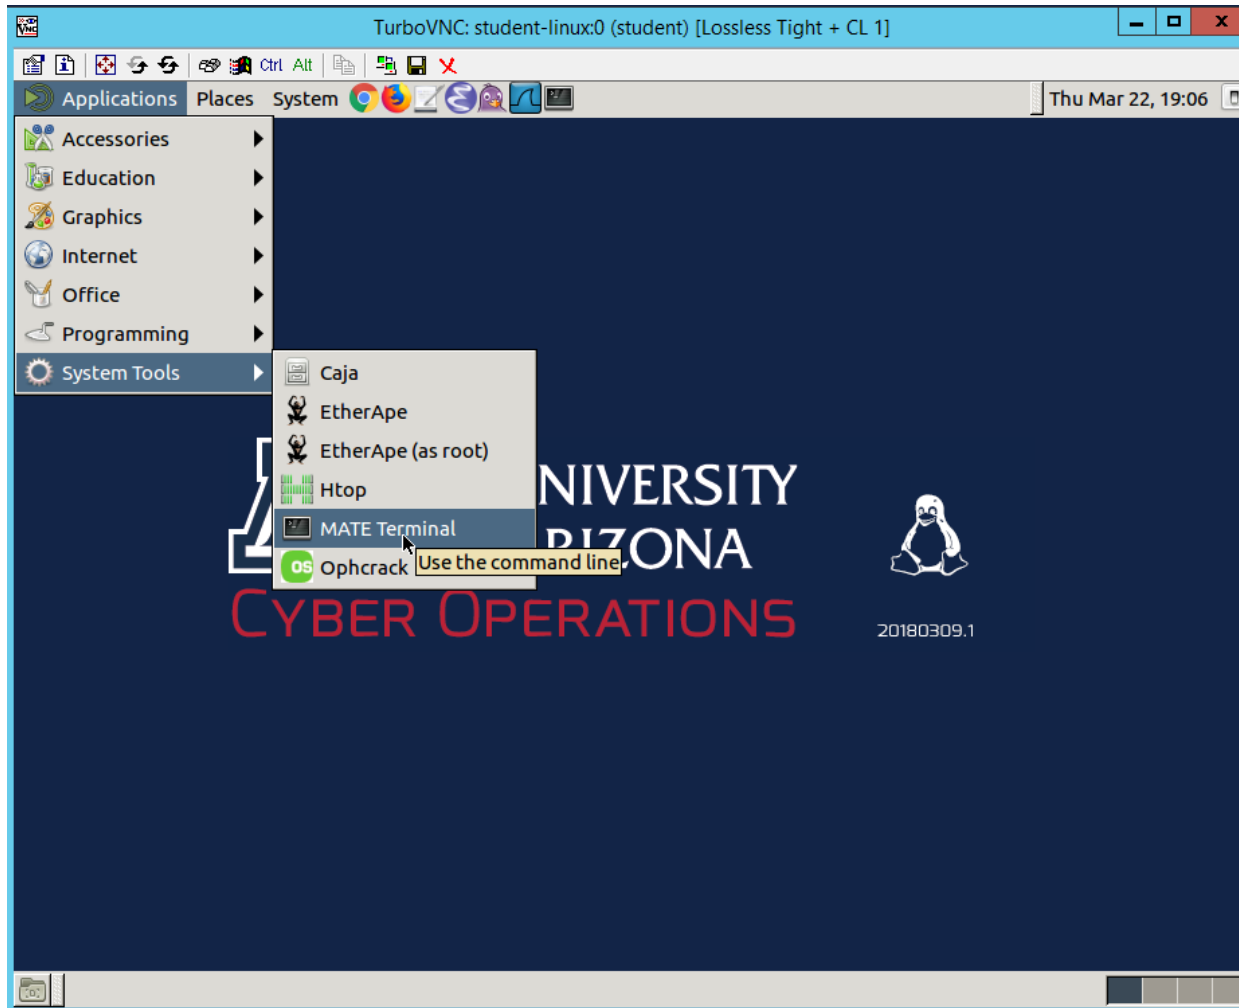 TurboVNC: student-linux:0 (student) [Lossless Tight + CL 1]
Ctrl Alt
Applications Places System Thu Mar 22, 19:06
Accessories
Education
Graphics
Internet
Office
Programming
System Tools
Caja
EtherApe
EtherApe (as root)
Htop
MATE Terminal
Ophcrack
Use the command line
NIVERSITY
RIZONA
CYBER OPERATIONS
20180309.1